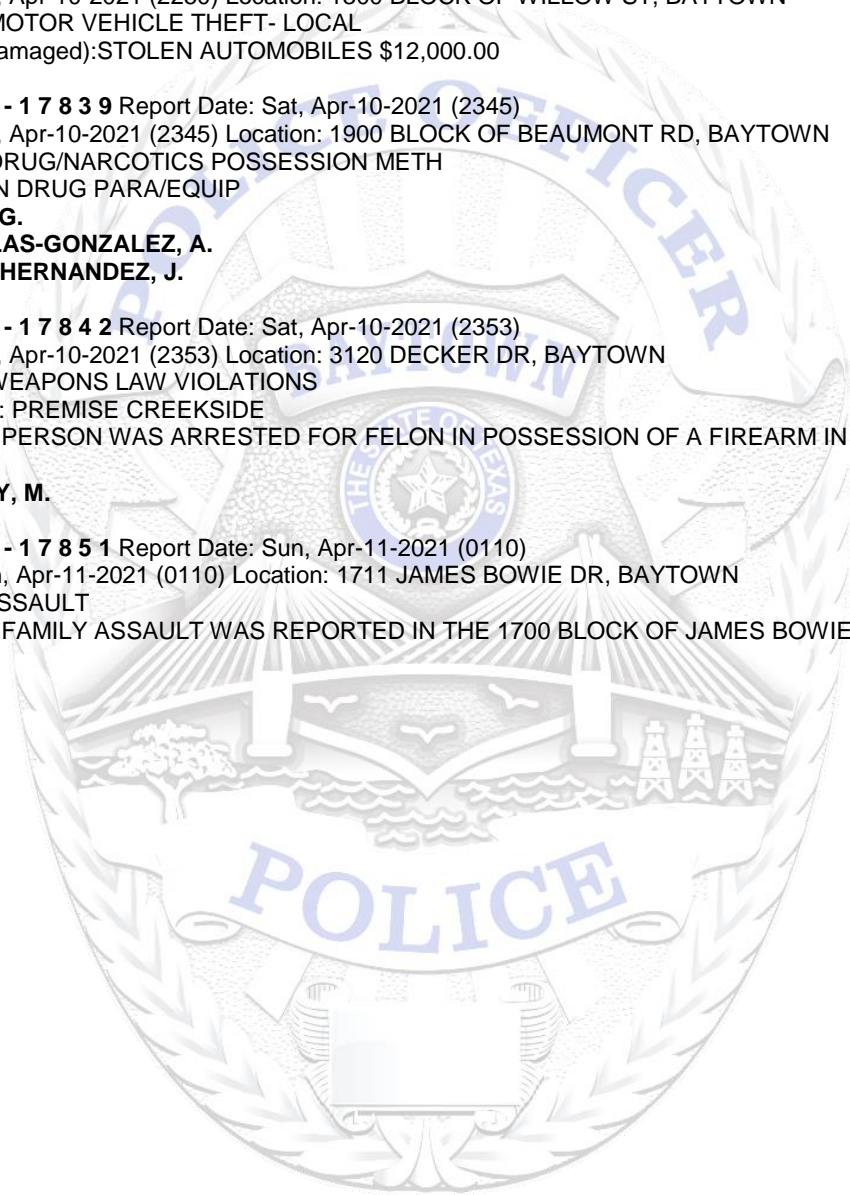 , Apr-10-2021 (2250) Location: 1300 BLOCK OF WILLOW ST, BAYTOWN
MOTOR VEHICLE THEFT- LOCAL
amaged):STOLEN AUTOMOBILES $12,000.00
- 1 7 8 3 9 Report Date: Sat, Apr-10-2021 (2345)
, Apr-10-2021 (2345) Location: 1900 BLOCK OF BEAUMONT RD, BAYTOWN
DRUG/NARCOTICS POSSESSION METH
N DRUG PARA/EQUIP
G.
LAS-GONZALEZ, A.
HERNANDEZ, J.
- 1 7 8 4 2 Report Date: Sat, Apr-10-2021 (2353)
, Apr-10-2021 (2353) Location: 3120 DECKER DR, BAYTOWN
WEAPONS LAW VIOLATIONS
: PREMISE CREEKSIDE
PERSON WAS ARRESTED FOR FELON IN POSSESSION OF A FIREARM IN
Y, M.
- 1 7 8 5 1 Report Date: Sun, Apr-11-2021 (0110)
, Apr-11-2021 (0110) Location: 1711 JAMES BOWIE DR, BAYTOWN
SSAULT
FAMILY ASSAULT WAS REPORTED IN THE 1700 BLOCK OF JAMES BOWIE
POLICE OFFICER
BAYTOWN
THE STATE OF TEXAS
POLICE